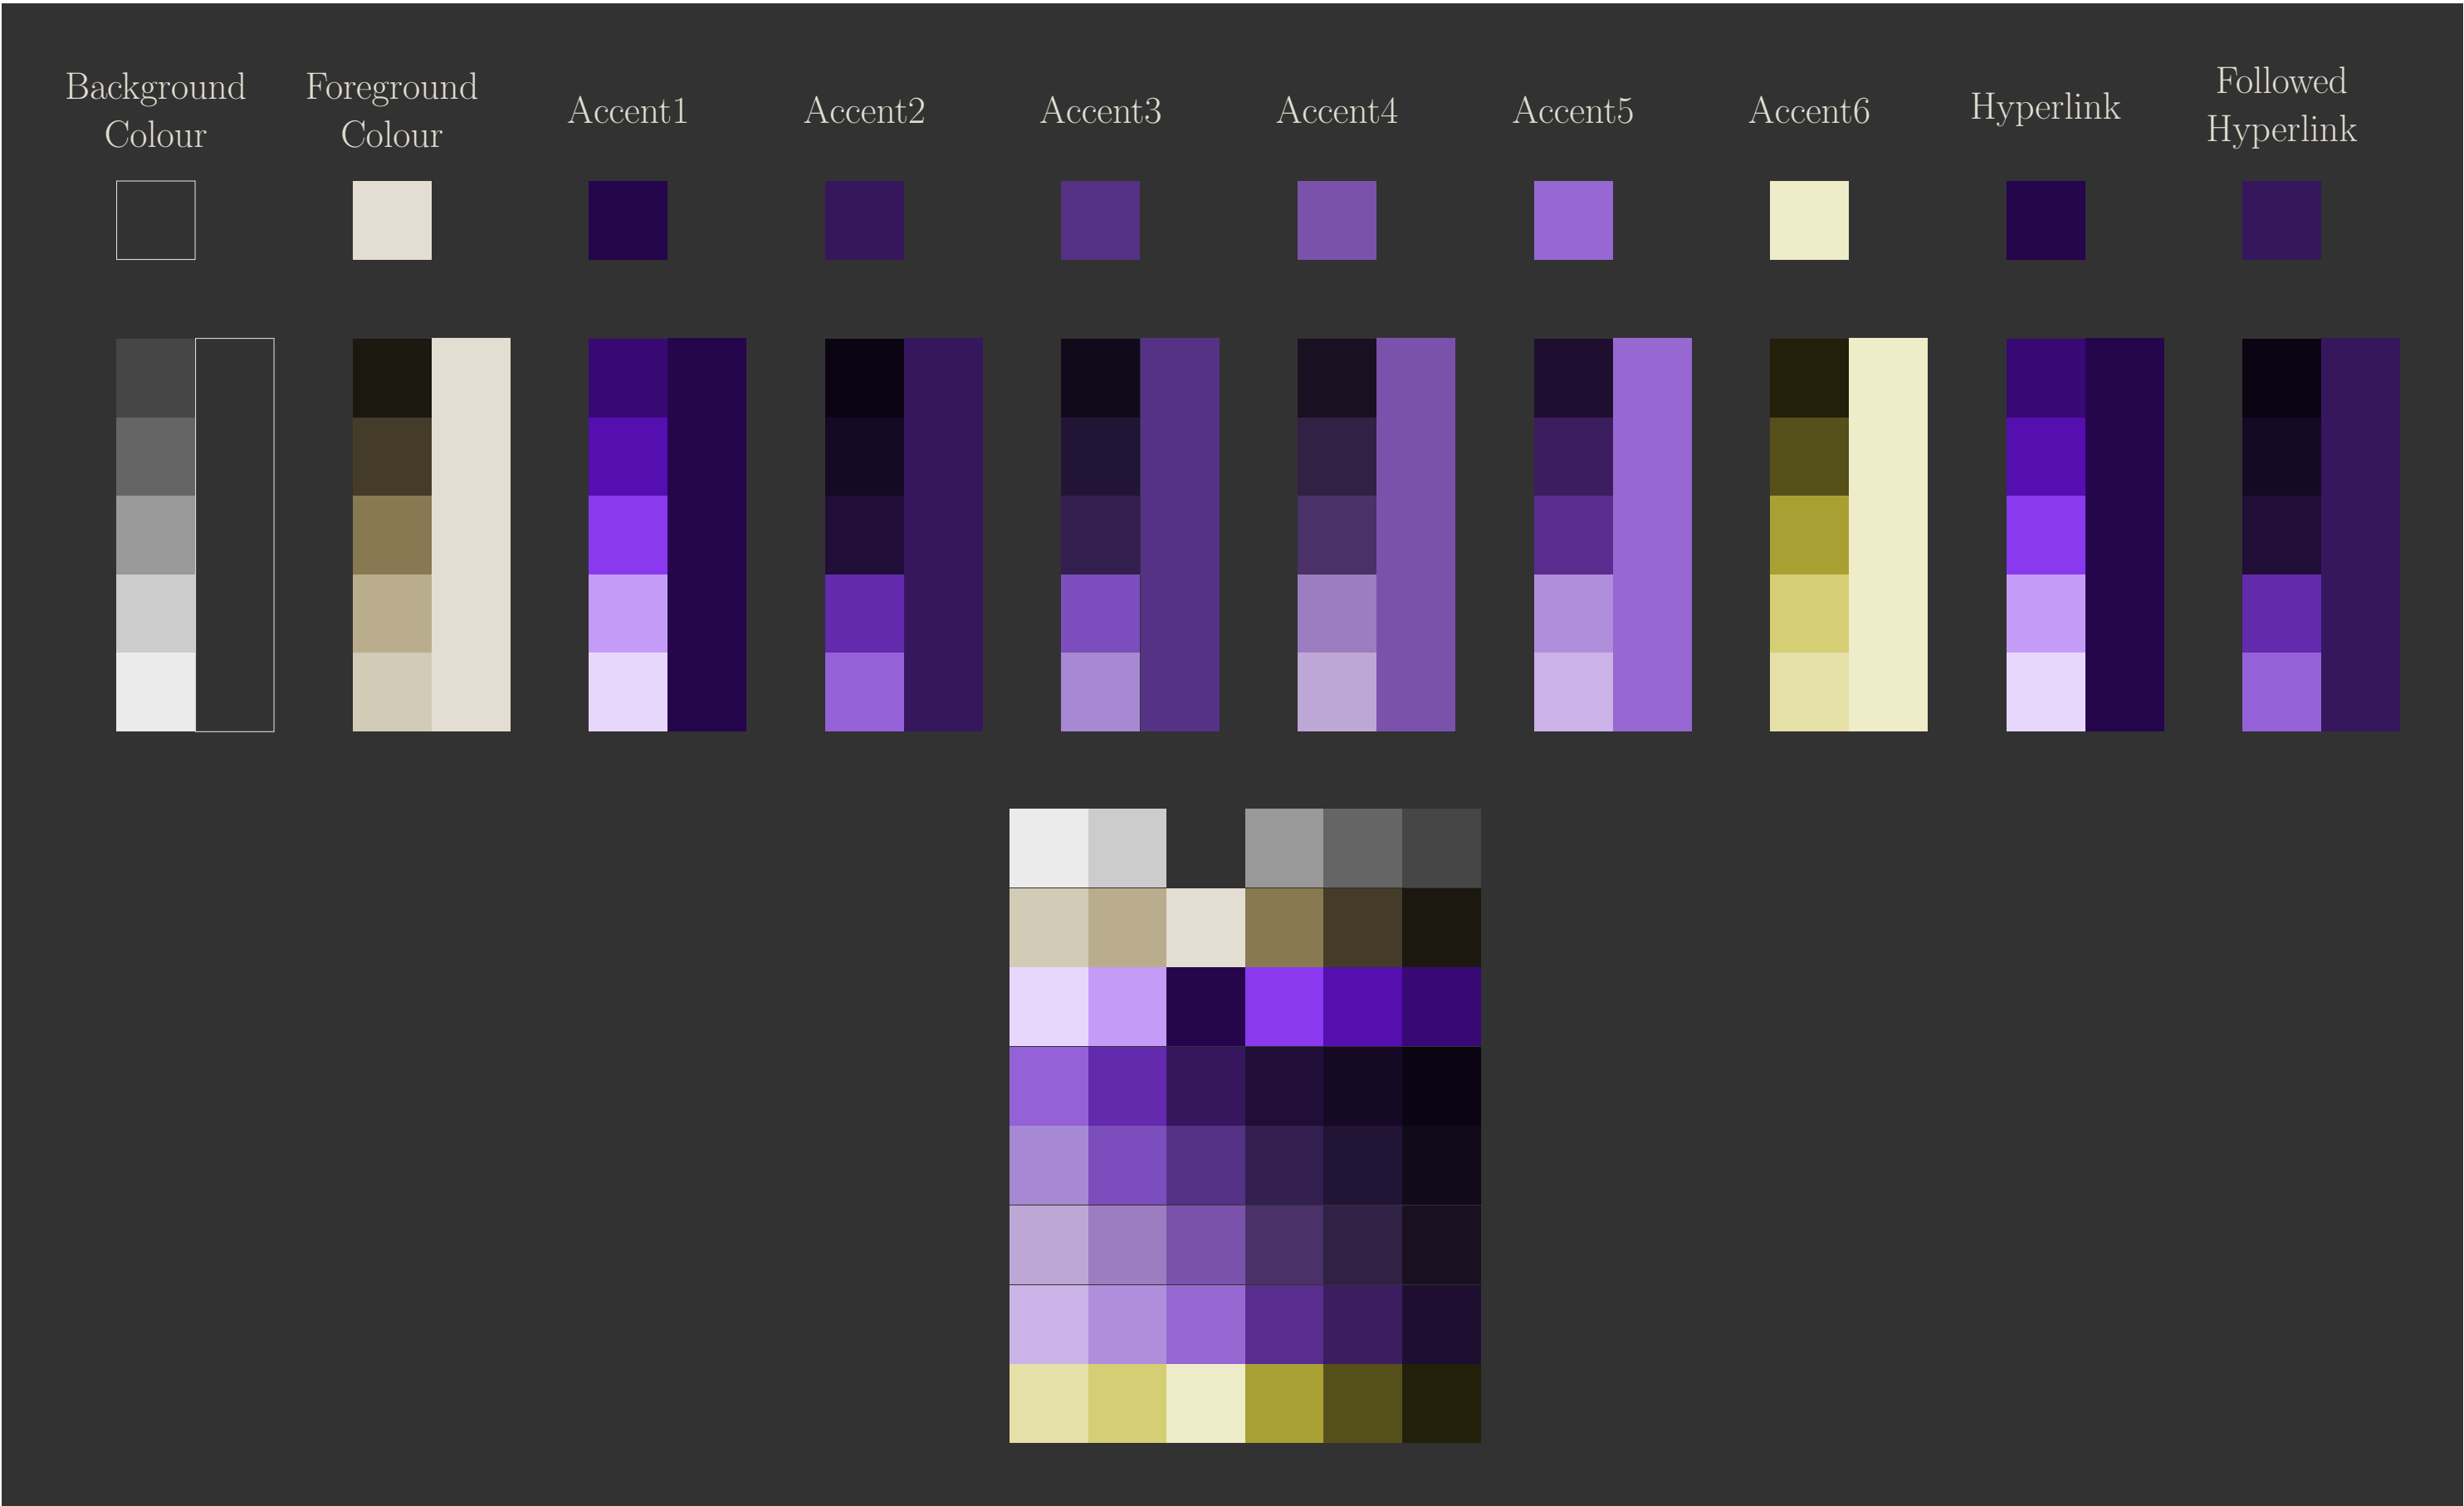 Background
Colour
Foreground
Colour
Accent1
Accent2
Accent3
Accent4
Accent5
Accent6
Hyperlink
Followed
Hyperlink